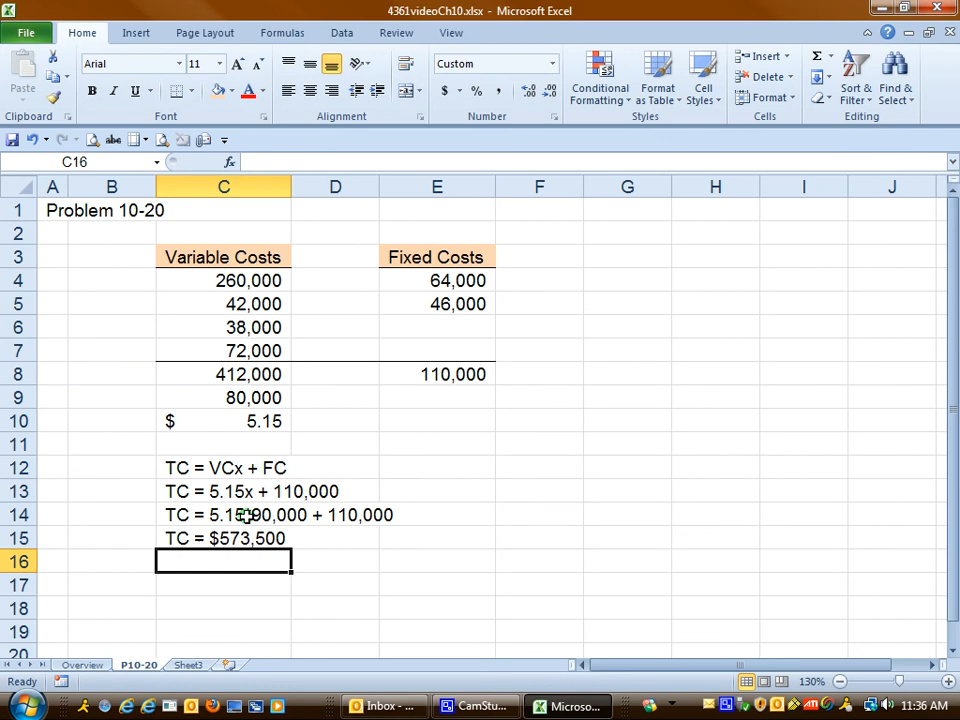 4361videoCh10.xlsx - Microsoft Excel
File Home Insert Page Layout Formulas Data Review View
Paste
Arial 11
B I U
Custom
$ % ,
Conditional Formatting
Format as Table
Cell Styles
Insert
Delete
Format
Sort & Filter
Find & Select
Clipboard Font Alignment Number Styles Cells Editing
C16 fx
A B C D E F G H I J
1 Problem 10-20
2
3 Variable Costs Fixed Costs
4 260,000 64,000
5 42,000 46,000
6 38,000
7 72,000
8 412,000 110,000
9 80,000
10 $ 5.15
11
12 TC = VCx + FC
13 TC = 5.15x + 110,000
14 TC = 5.15 90,000 + 110,000
15 TC = $573,500
16
17
18
19
20
Overview P10-20 Sheet3
Ready 130%
Inbox - ... CamStu... Microso... 11:36 AM